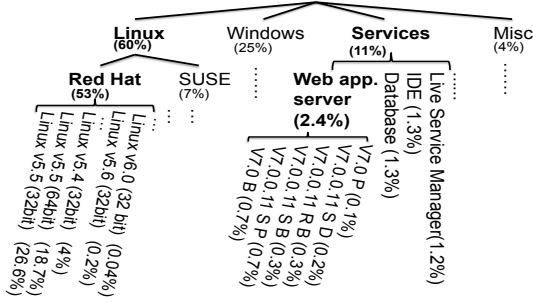 Linux
(60%)
Windows
(25%)
Services
(11%)
Misc
(4%)
Red Hat
(53%)
SUSE
(7%)
Web app.
server
(2.4%)
Database (1.3%)
IDE (1.3%)
Live Service Manager(1.2%)
Linux v5.5 (32bit) (26.6%)
Linux v5.5 (64bit) (18.7%)
Linux v5.4 (32bit) (4%)
Linux v5.6 (32bit) (0.2%)
Linux v6.0 (32 bit) (0.04%)
V7.0 B (0.7%)
V7.0.0.11 S P (0.7%)
V7.0.0.11 S B (0.3%)
V7.0.0.11 R B (0.3%)
V7.0.0.11 S D (0.2%)
V7.0 P (0.1%)